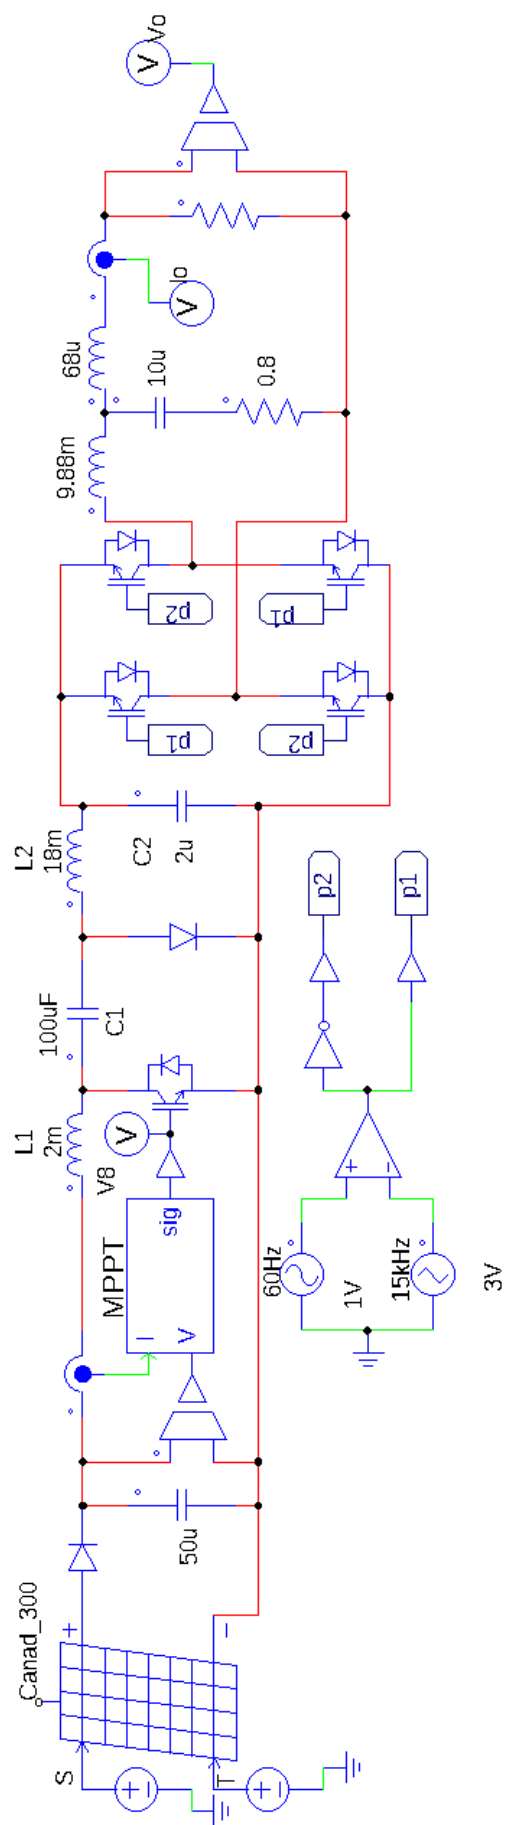 Canad_300
+
−
S
T
50u
MPPT
I
V
sig
V8
V
L1
2m
100uF
C1
L2
18m
C2
2u
p1
p2
p2
p1
9.88m
68u
10u
0.8
V
Io
V
Vo
60Hz
1V
15kHz
3V
+
−
p2
p1